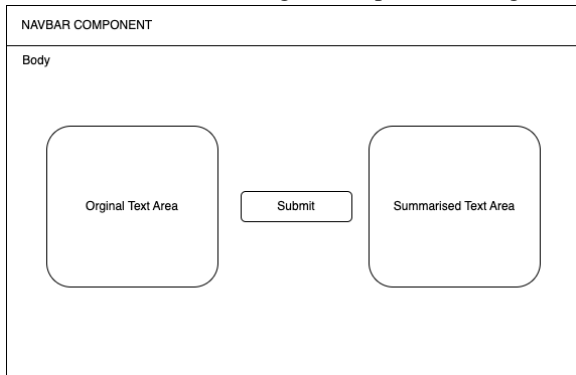 NAVBAR COMPONENT
Body
Orginal Text Area
Submit
Summarised Text Area